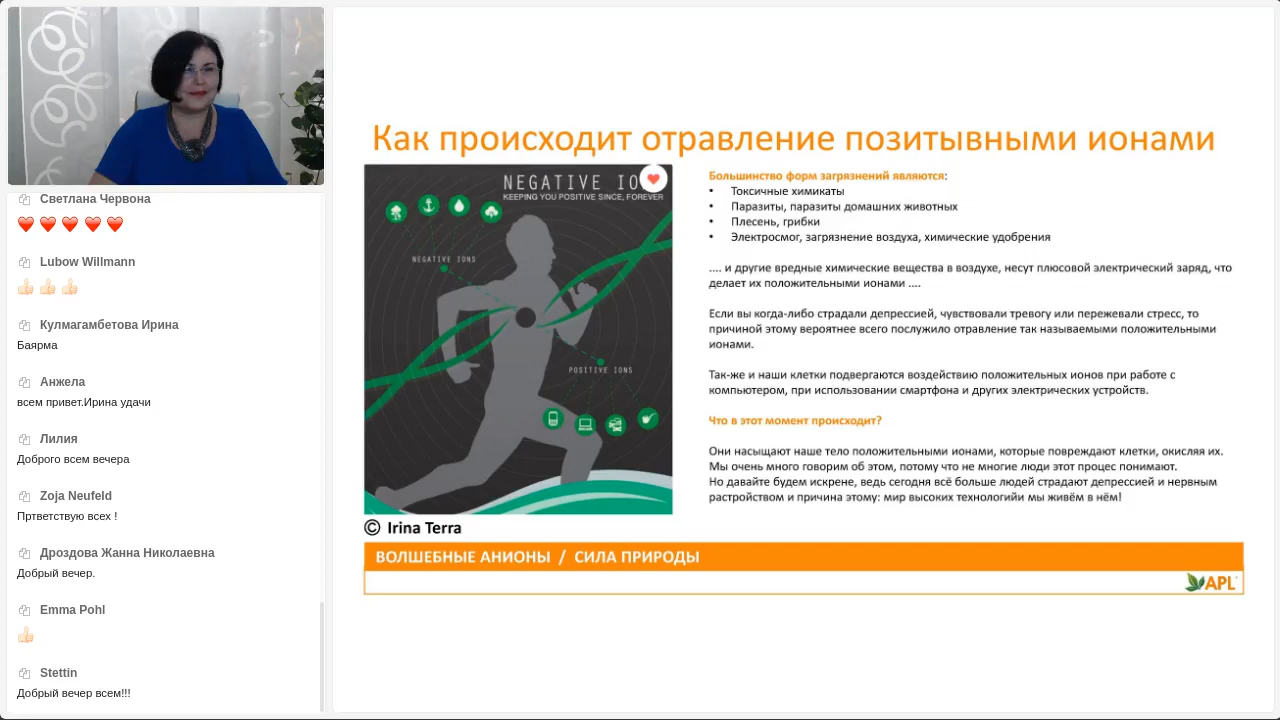 Светлана Червона
Lubow Willmann
Кулмагамбетова Ирина
Баярма
Анжела
всем привет.Ирина удачи
Лилия
Доброго всем вечера
Zoja Neufeld
Пртветствую всех !
Дроздова Жанна Николаевна
Добрый вечер.
Emma Pohl
Stettin
Добрый вечер всем!!!
Как происходит отравление позитывными ионами
NEGATIVE IO
KEEPING YOU POSITIVE SINCE, FOREVER
NEGATIVE IONS
POSITIVE IONS
© Irina Terra
Большинство форм загрязнений являются:
• Токсичные химикаты
• Паразиты, паразиты домашних животных
• Плесень, грибки
• Электросмог, загрязнение воздуха, химические удобрения
.... и другие вредные химические вещества в воздухе, несут плюсовой электрический заряд, что
делает их положительными ионами ....
Если вы когда-либо страдали депрессией, чувствовали тревогу или пережевали стресс, то
причиной этому вероятнее всего послужило отравление так называемыми положительными
ионами.
Так-же и наши клетки подвергаются воздействию положительных ионов при работе с
компьютером, при использовании смартфона и других электрических устройств.
Что в этот момент происходит?
Они насыщают наше тело положительными ионами, которые повреждают клетки, окисляя их.
Мы очень много говорим об этом, потому что не многие люди этот процес понимают.
Но давайте будем искрене, ведь сегодня всё больше людей страдают депрессией и нервным
растройством и причина этому: мир высоких технологийи мы живём в нём!
ВОЛШЕБНЫЕ АНИОНЫ / СИЛА ПРИРОДЫ
APL